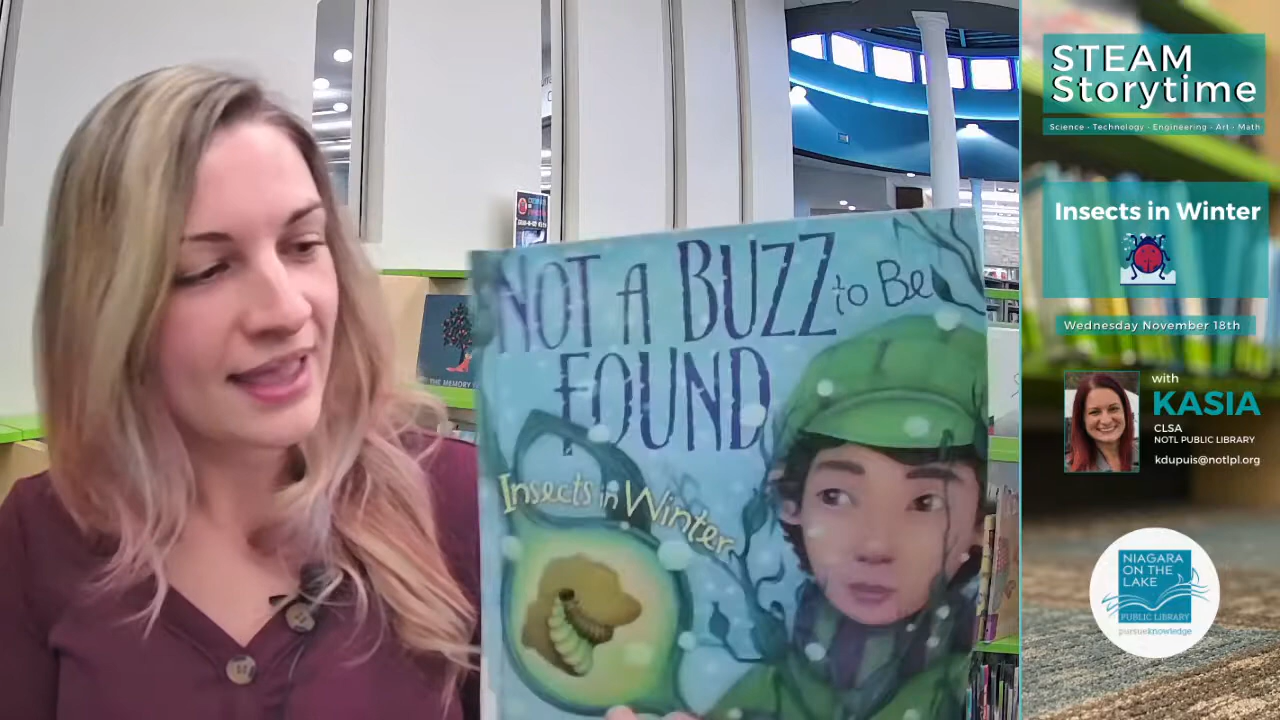 NOT A BUZZ to Be
FOUND
Insects in Winter
THE MEMORY
STEAM
Storytime
Science - Technology - Engineering - Art - Math
Insects in Winter
Wednesday November 18th
with
KASIA
CLSA
NOTL PUBLIC LIBRARY
kdupuis@notlpl.org
NIAGARA
ON THE
LAKE
PUBLIC LIBRARY
pursueknowledge